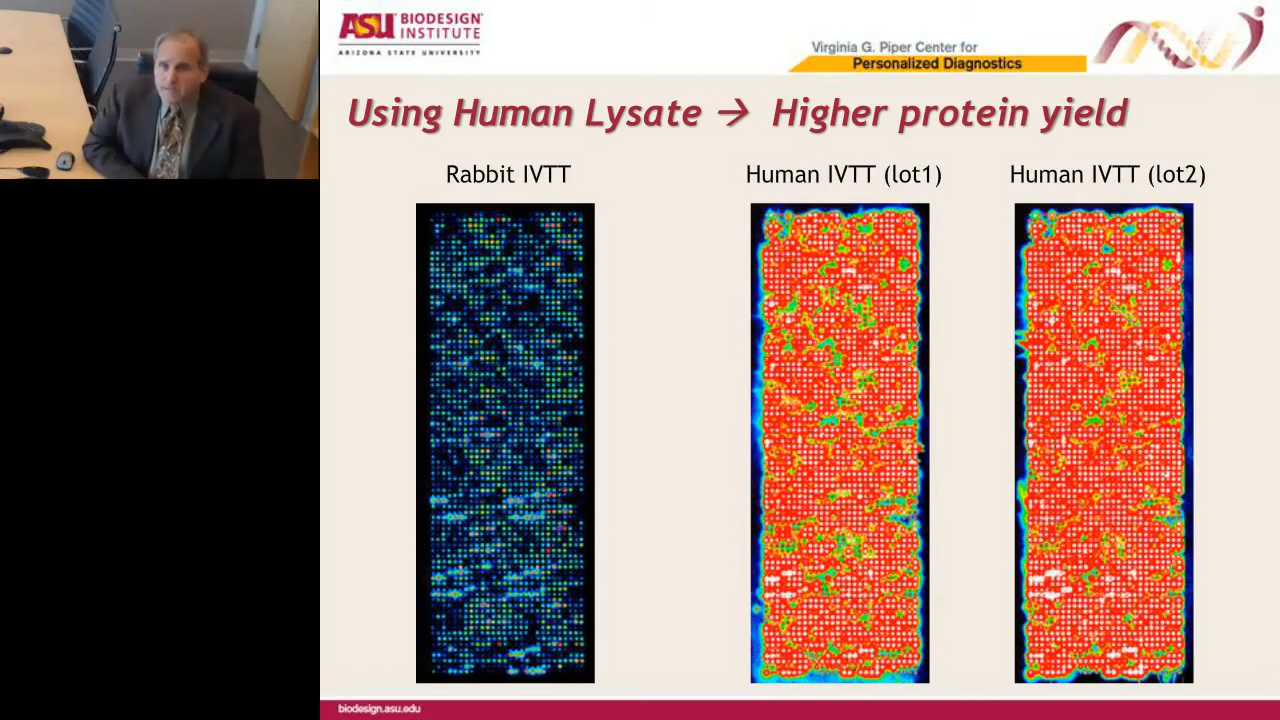 ASU BIODESIGN
INSTITUTE
ARIZONA STATE UNIVERSITY
Virginia G. Piper Center for
Personalized Diagnostics
Using Human Lysate → Higher protein yield
Rabbit IVTT
Human IVTT (lot1)
Human IVTT (lot2)
biodesign.asu.edu